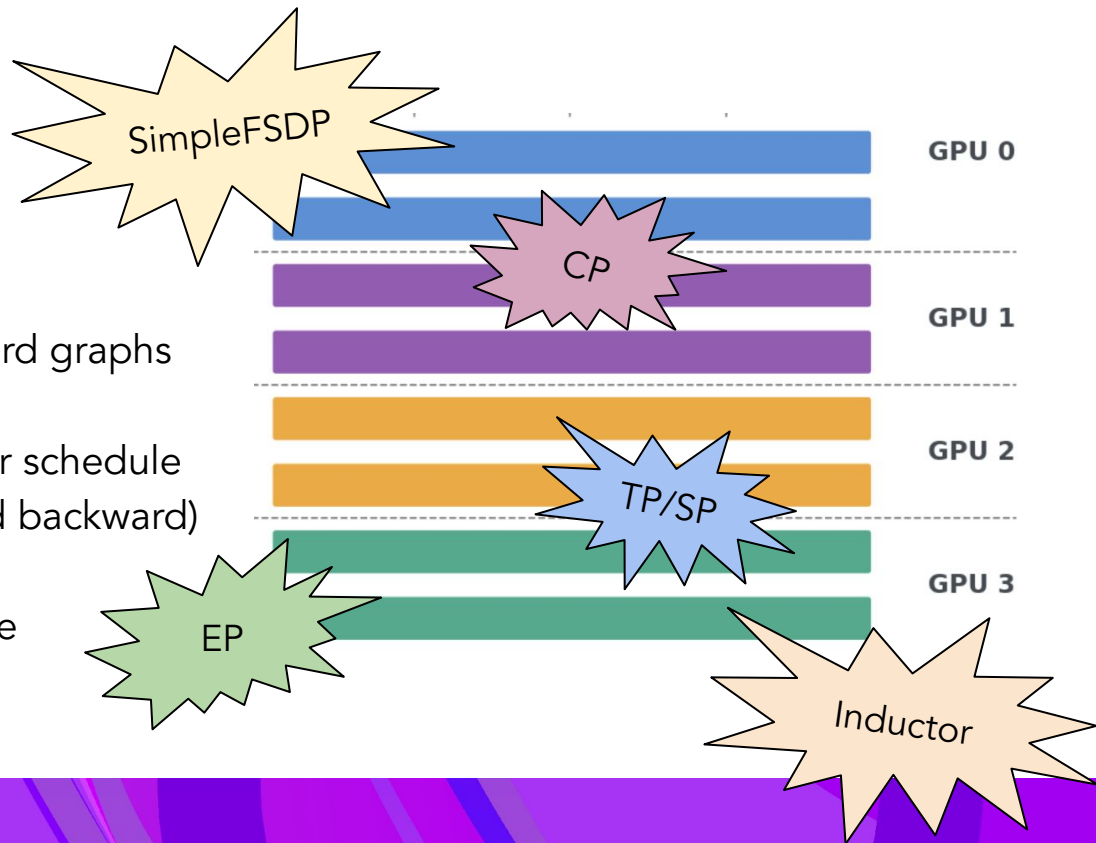 SimpleFSDP
GPU 0
CP
GPU 1
rd graphs
GPU 2
r schedule
TP/SP
d backward)
GPU 3
e
EP
Inductor